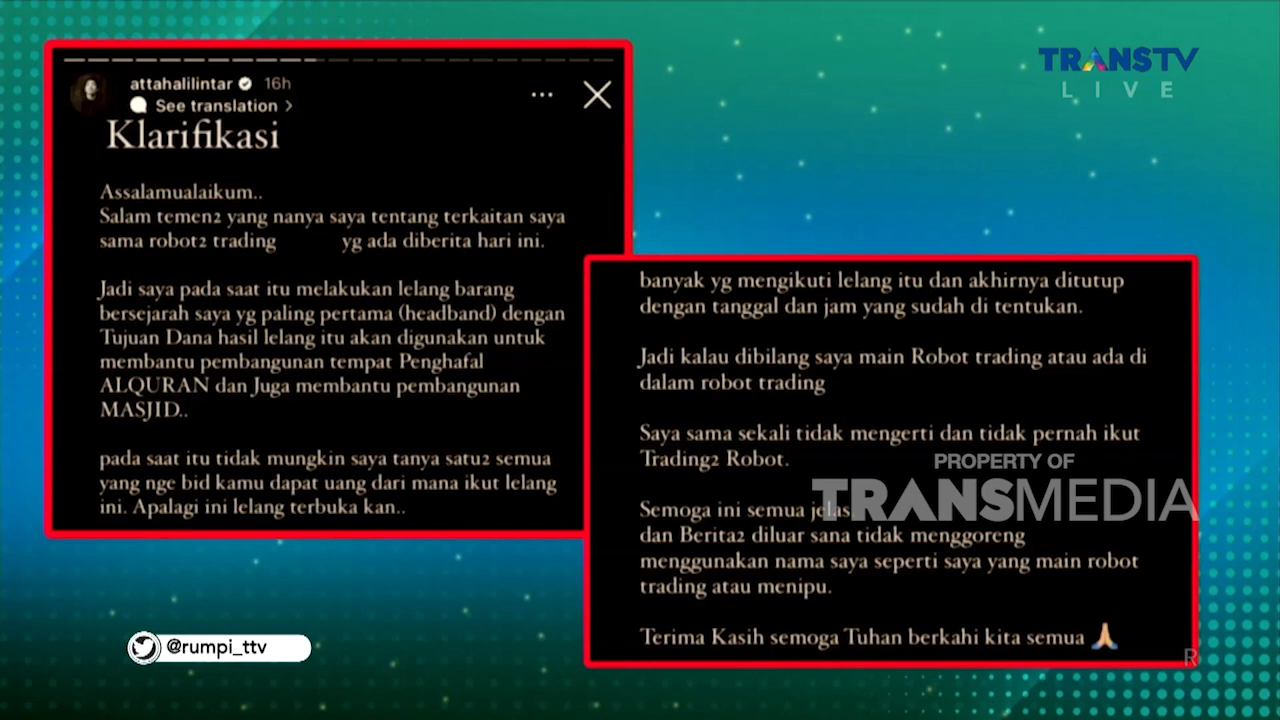 TRANSTV
LIVE
attahalilintar 16h
See translation >
Klarifikasi
Assalamualaikum..
Salam temen2 yang nanya saya tentang terkaitan saya
sama robot2 trading yg ada diberita hari ini.
Jadi saya pada saat itu melakukan lelang barang
bersejarah saya yg paling pertama (headband) dengan
Tujuan Dana hasil lelang itu akan digunakan untuk
membantu pembangunan tempat Penghafal
ALQURAN dan Juga membantu pembangunan
MASJID..
pada saat itu tidak mungkin saya tanya satu2 semua
yang nge bid kamu dapat uang dari mana ikut lelang
ini. Apalagi ini lelang terbuka kan..
banyak yg mengikuti lelang itu dan akhirnya ditutup
dengan tanggal dan jam yang sudah di tentukan.
Jadi kalau dibilang saya main Robot trading atau ada di
dalam robot trading
Saya sama sekali tidak mengerti dan tidak pernah ikut
Trading2 Robot.
Semoga ini semua jelas
dan Berita2 diluar sana tidak menggoreng
menggunakan nama saya seperti saya yang main robot
trading atau menipu.
Terima Kasih semoga Tuhan berkahi kita semua 🙏
PROPERTY OF
TRANSMEDIA
@rumpi_ttv
R